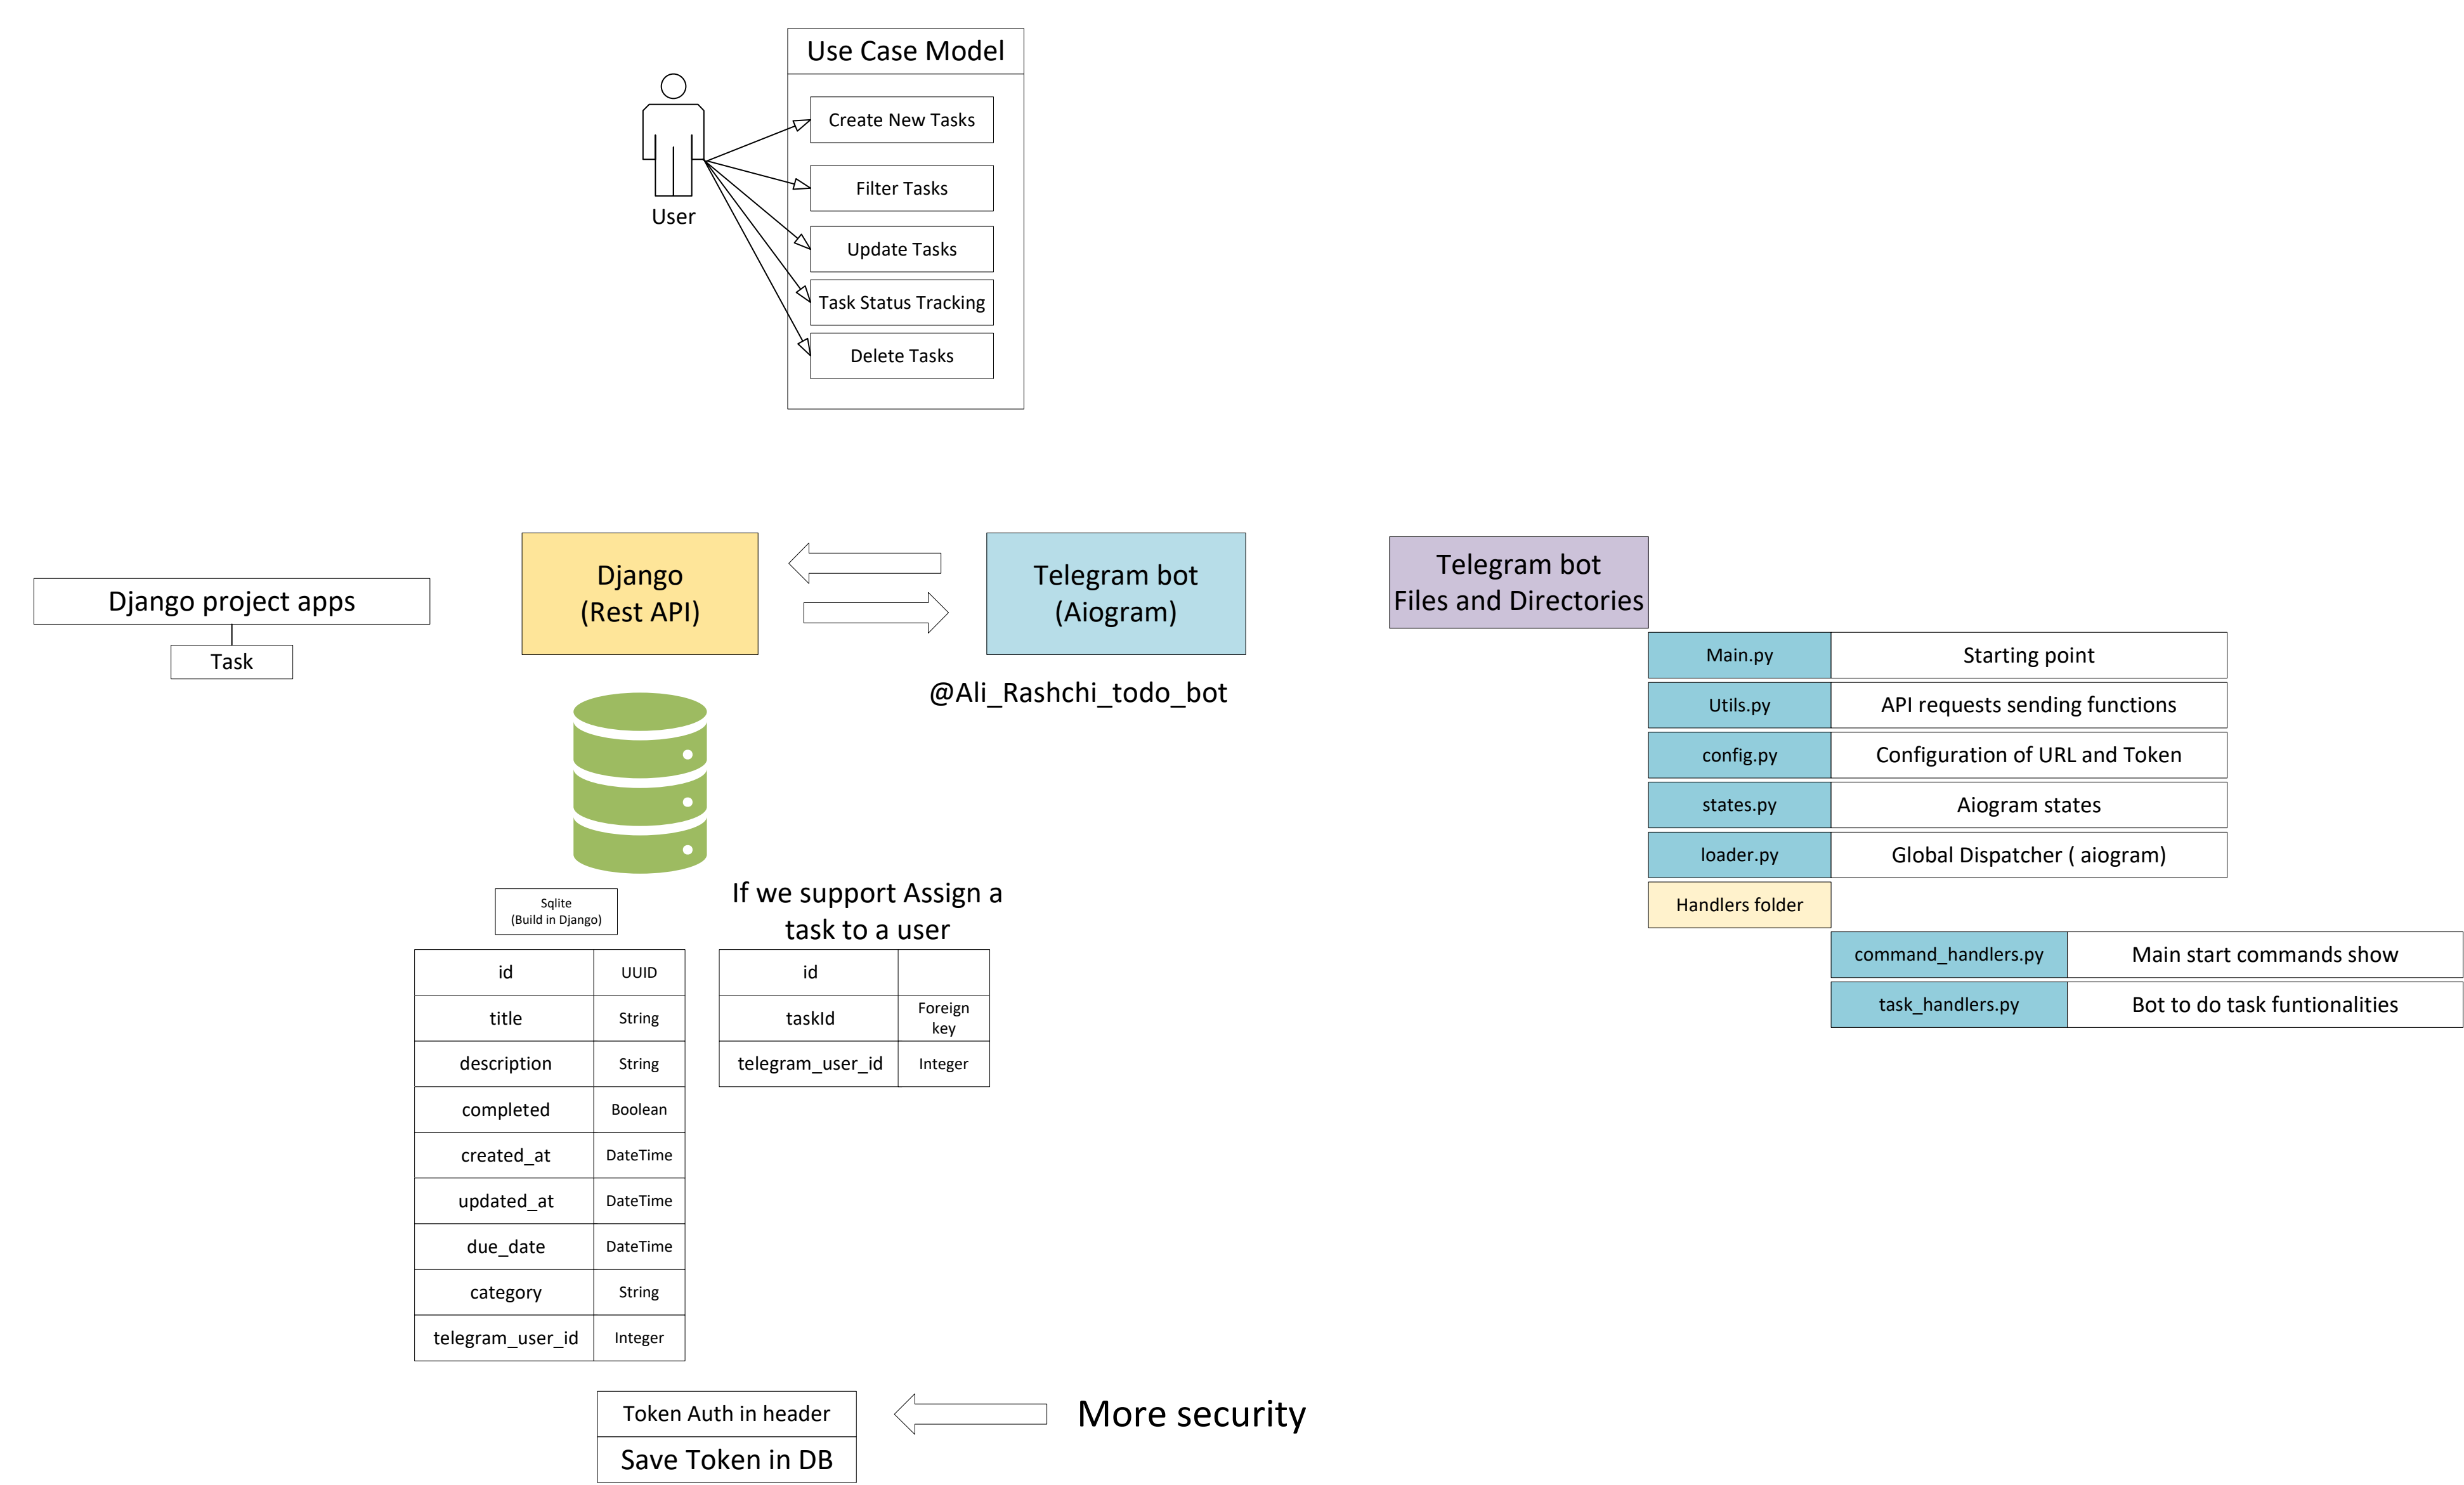 Use Case Model
Create New Tasks
Filter Tasks
Update Tasks
Task Status Tracking
Delete Tasks
User
Django project apps
Task
Django
(Rest API)
Telegram bot
(Aiogram)
@Ali_Rashchi_todo_bot
Sqlite
(Build in Django)
id UUID
title String
description String
completed Boolean
created_at DateTime
updated_at DateTime
due_date DateTime
category String
telegram_user_id Integer
If we support Assign a
task to a user
id
taskId Foreign
key
telegram_user_id Integer
Token Auth in header
Save Token in DB
More security
Telegram bot
Files and Directories
Main.py Starting point
Utils.py API requests sending functions
config.py Configuration of URL and Token
states.py Aiogram states
loader.py Global Dispatcher ( aiogram)
Handlers folder
command_handlers.py Main start commands show
task_handlers.py Bot to do task funtionalities